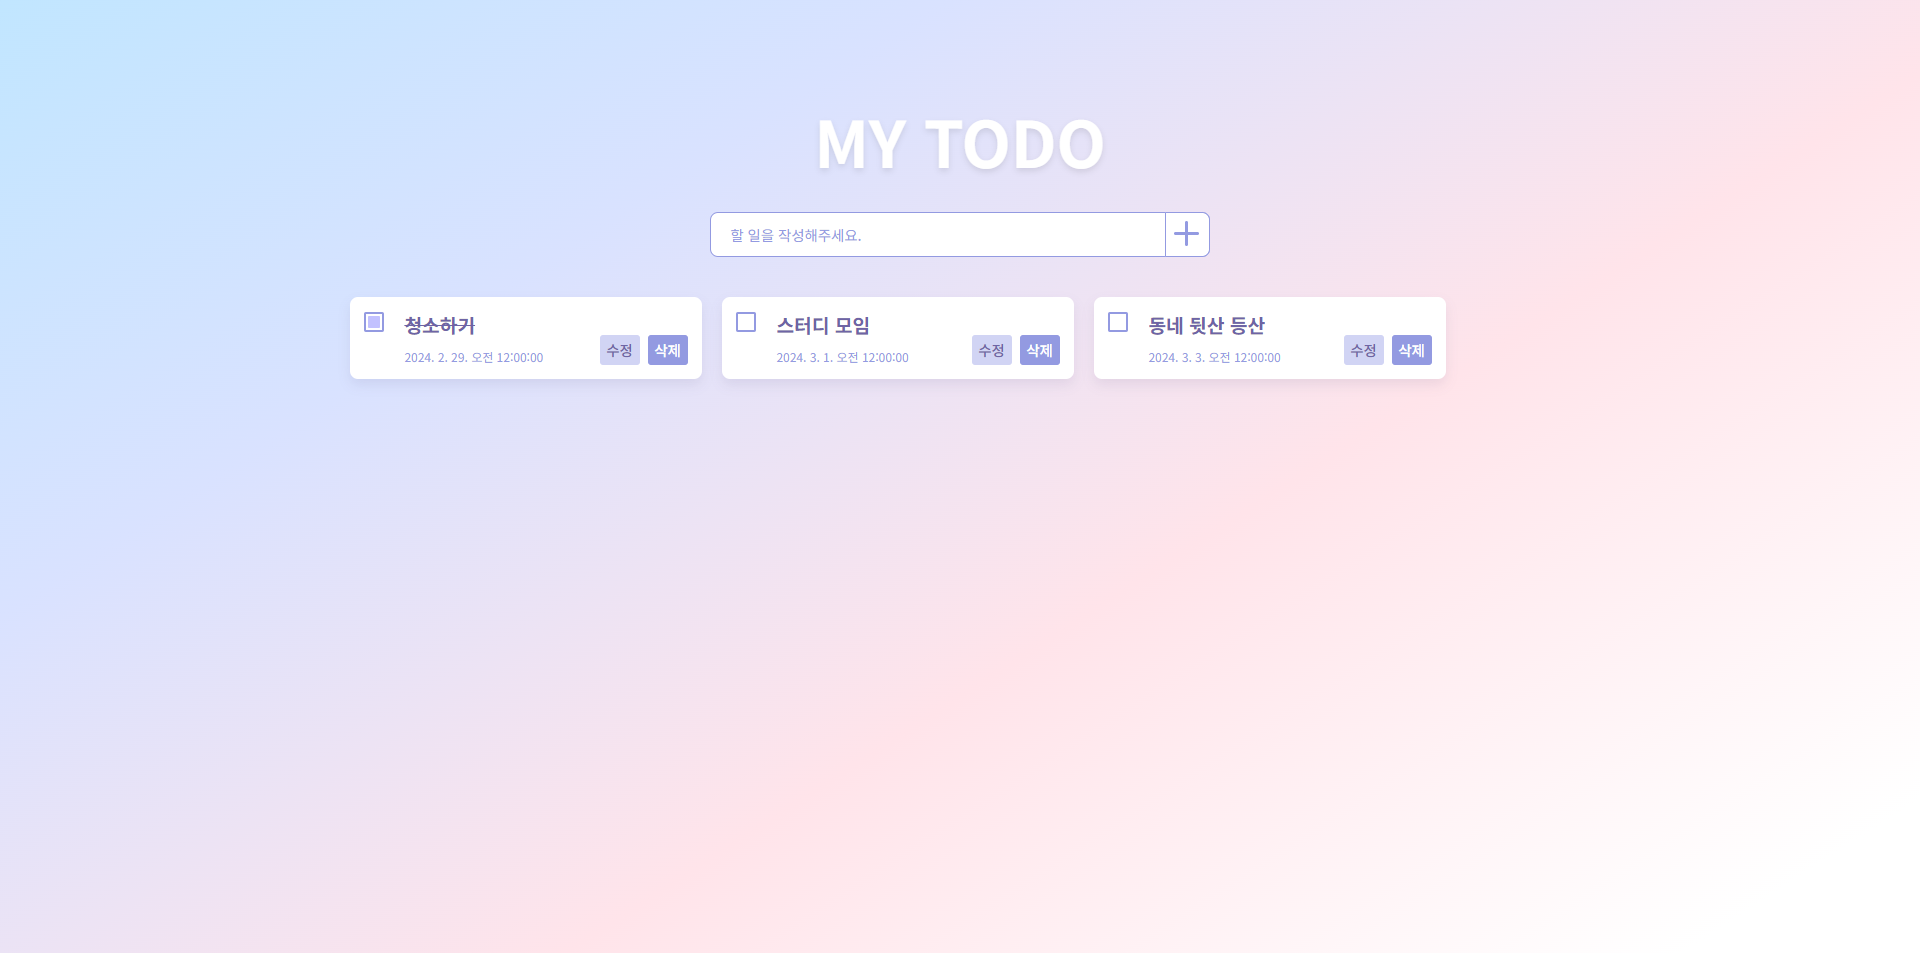 MY TODO
할 일을 작성해주세요.
청소하기
2024. 2. 29. 오전 12:00:00
수정 삭제
스터디 모임
2024. 3. 1. 오전 12:00:00
수정 삭제
동네 뒷산 등산
2024. 3. 3. 오전 12:00:00
수정 삭제